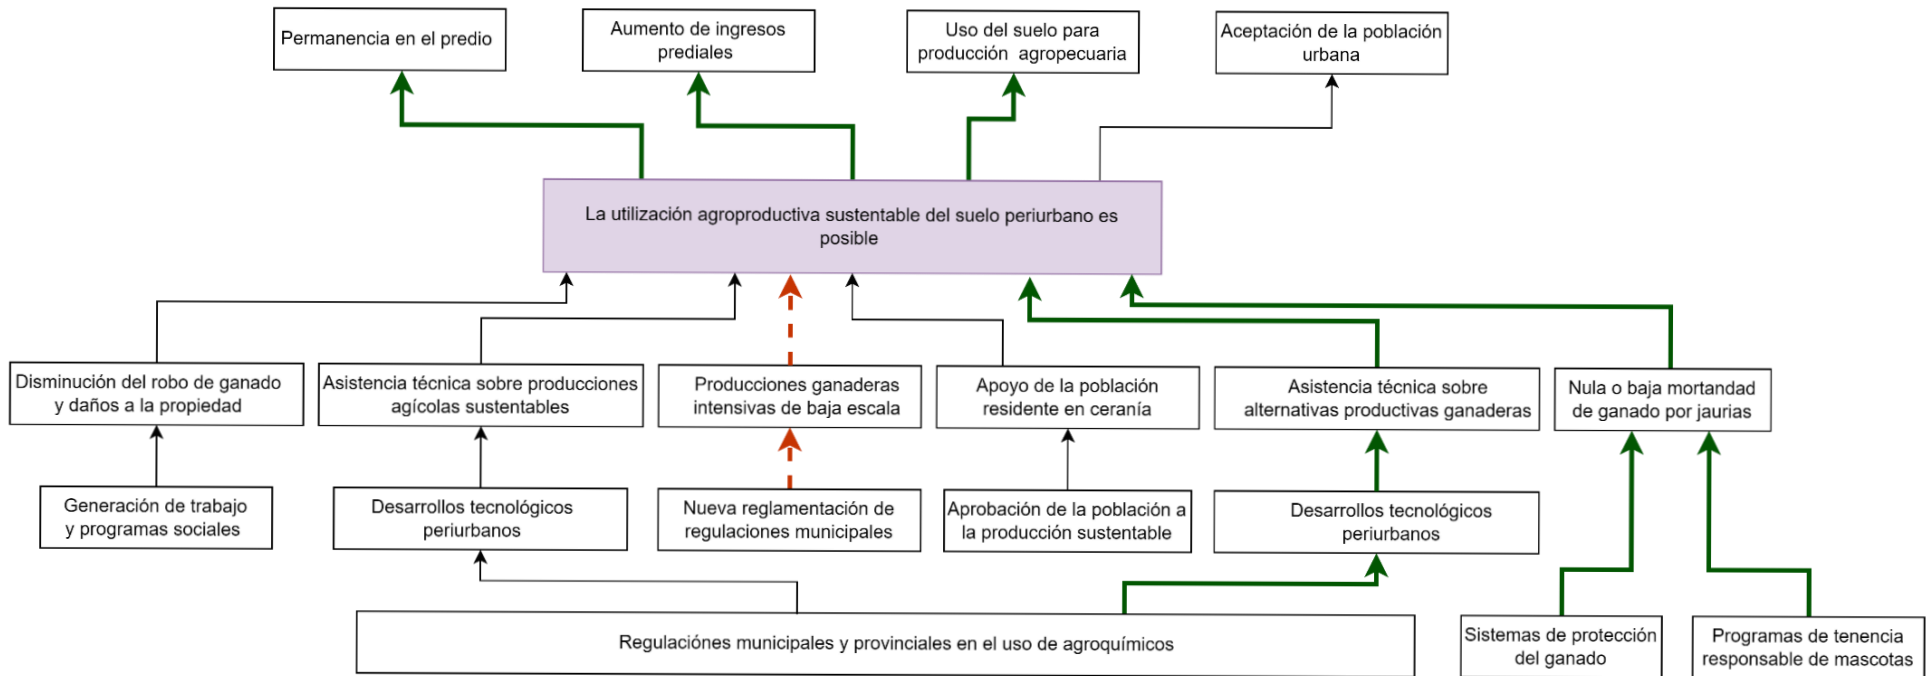 Permanencia en el predio
Aumento de ingresos
prediales
Uso del suelo para
producción agropecuaria
Aceptación de la población
urbana
La utilización agroproductiva sustentable del suelo periurbano es
posible
Disminución del robo de ganado
y daños a la propiedad
Asistencia técnica sobre producciones
agícolas sustentables
Producciones ganaderas
intensivas de baja escala
Apoyo de la población
residente en ceranía
Asistencia técnica sobre
alternativas productivas ganaderas
Nula o baja mortandad
de ganado por jaurias
Generación de trabajo
y programas sociales
Desarrollos tecnológicos
periurbanos
Nueva reglamentación de
regulaciones municipales
Aprobación de la población a
la producción sustentable
Desarrollos tecnológicos
periurbanos
Regulaciónes municipales y provinciales en el uso de agroquímicos
Sistemas de protección
del ganado
Programas de tenencia
responsable de mascotas